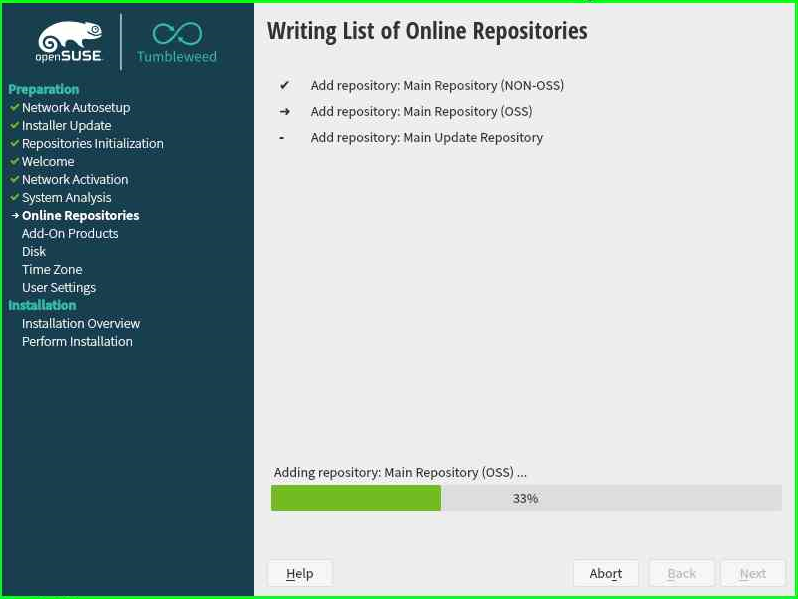 openSUSE
Tumbleweed
Preparation
✔ Network Autosetup
✔ Installer Update
✔ Repositories Initialization
✔ Welcome
✔ Network Activation
✔ System Analysis
➔ Online Repositories
Add-On Products
Disk
Time Zone
User Settings
Installation
Installation Overview
Perform Installation
Writing List of Online Repositories
✔ Add repository: Main Repository (NON-OSS)
➔ Add repository: Main Repository (OSS)
- Add repository: Main Update Repository
Adding repository: Main Repository (OSS) ...
33%
Help Abort Back Next